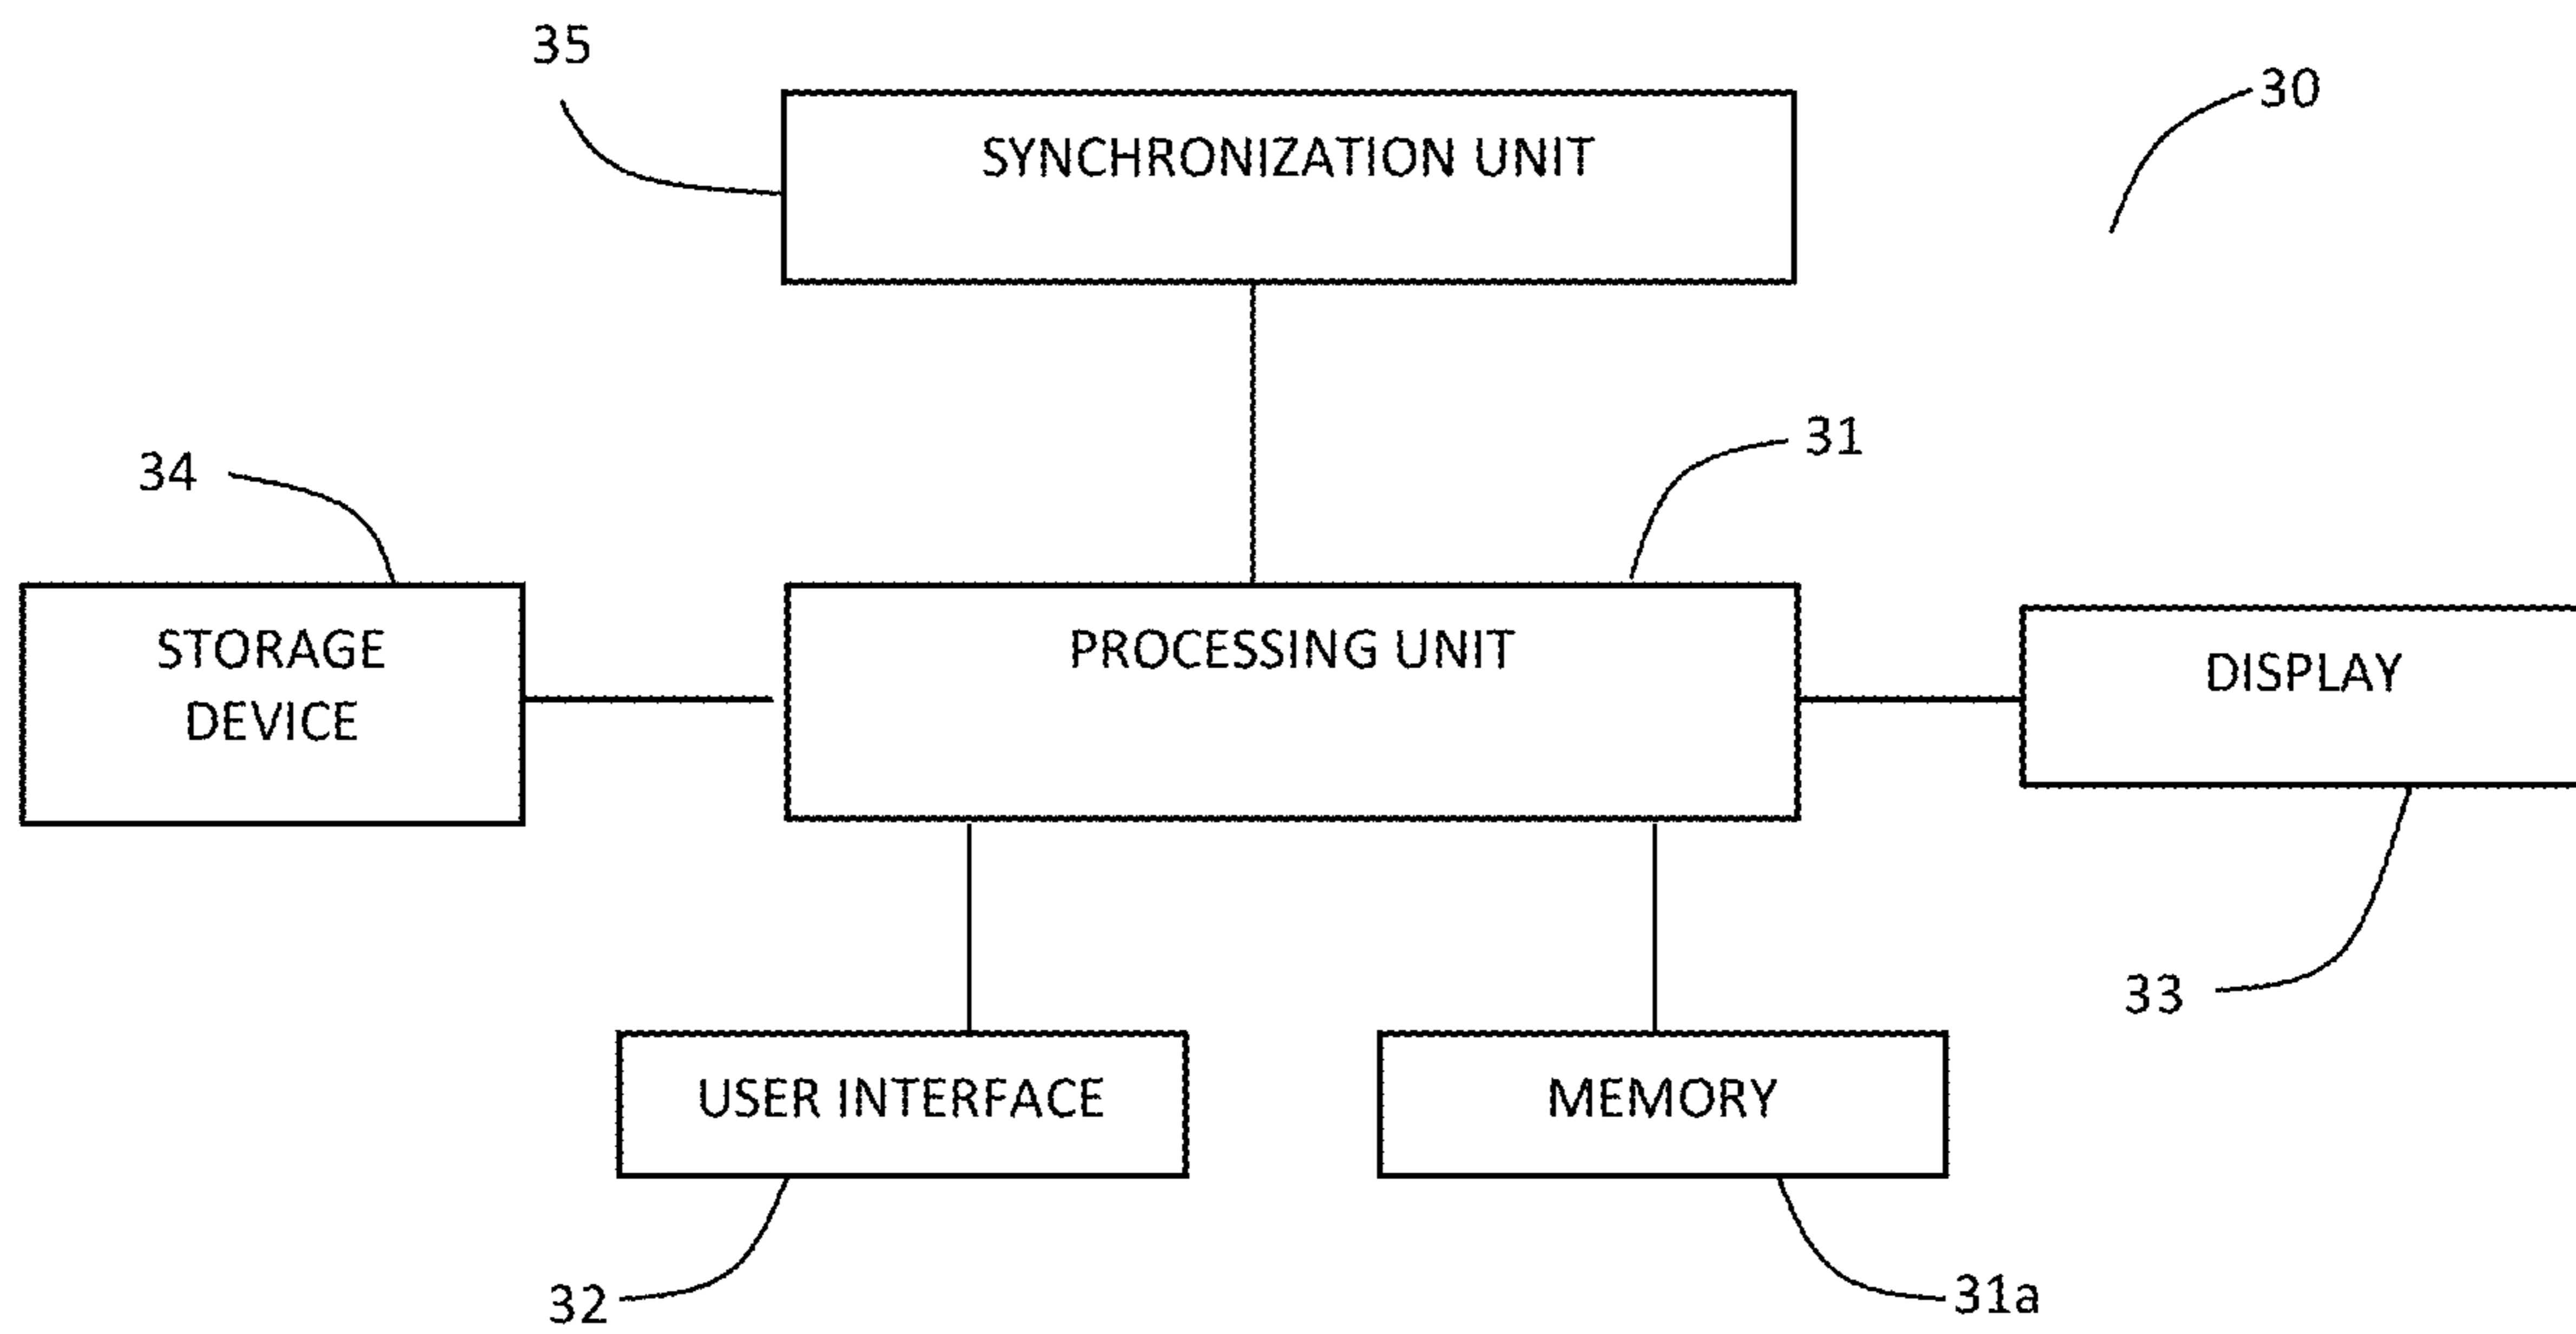 35
30
SYNCHRONIZATION UNIT
31
34
STORAGE
DEVICE
PROCESSING UNIT
DISPLAY
33
USER INTERFACE
MEMORY
32
31a